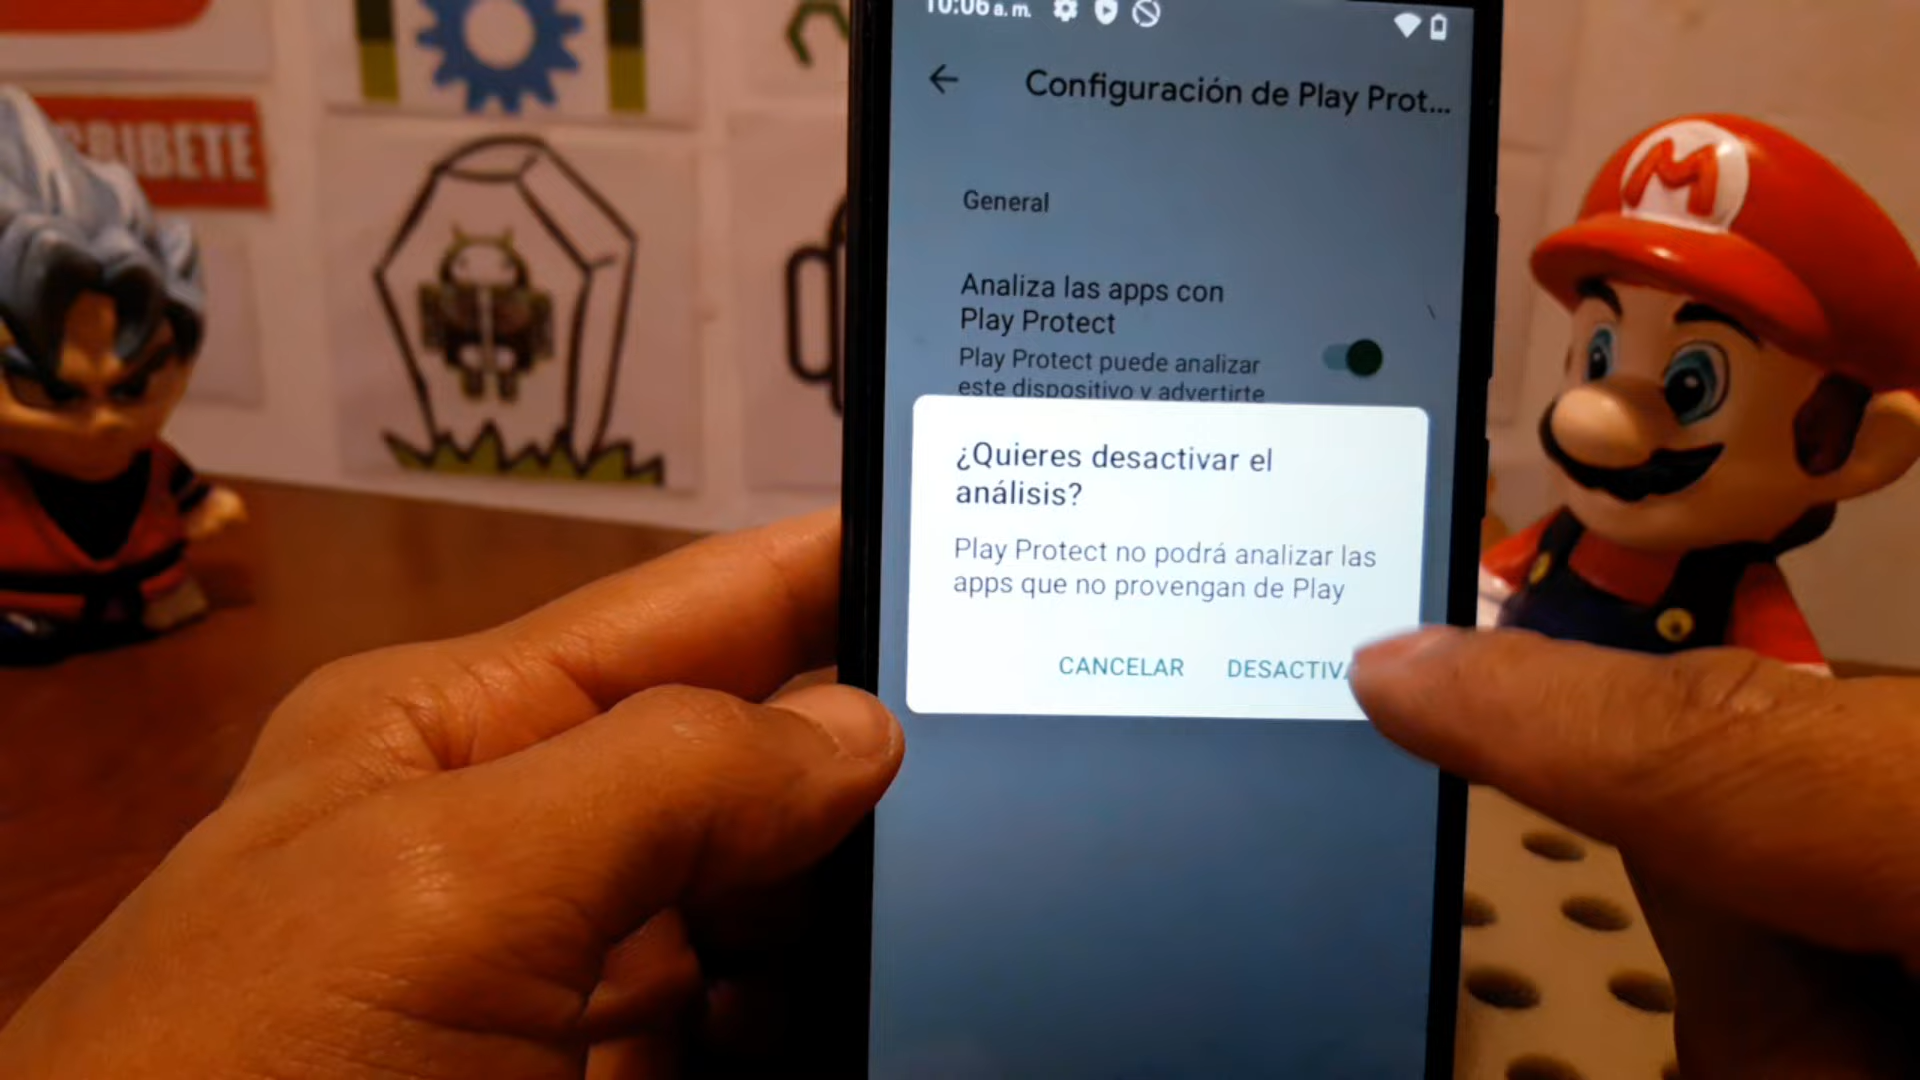 10:06 a. m.
Configuración de Play Prot...
CRIBETE
General
Analiza las apps con
Play Protect
Play Protect puede analizar
este dispositivo y advertirte
¿Quieres desactivar el
análisis?
Play Protect no podrá analizar las
apps que no provengan de Play
CANCELAR DESACTIVA
M